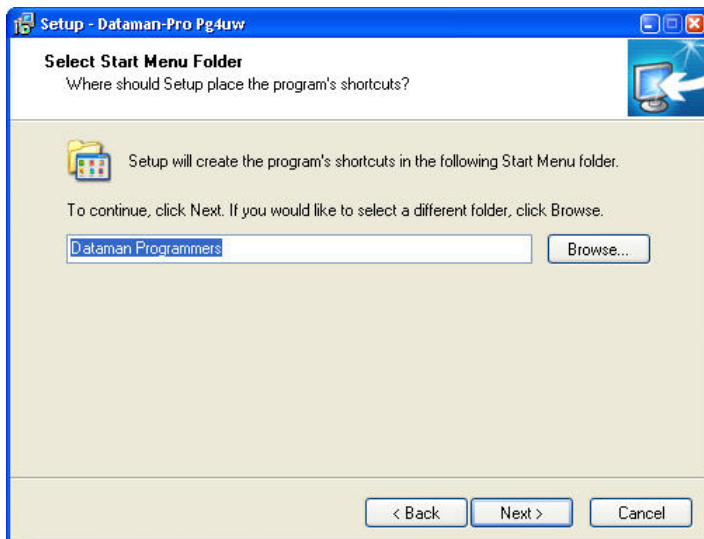 Setup - Dataman-Pro Pg4uw
Select Start Menu Folder
Where should Setup place the program's shortcuts?
Setup will create the program's shortcuts in the following Start Menu folder.
To continue, click Next. If you would like to select a different folder, click Browse.
Dataman Programmers
Browse...
< Back
Next >
Cancel